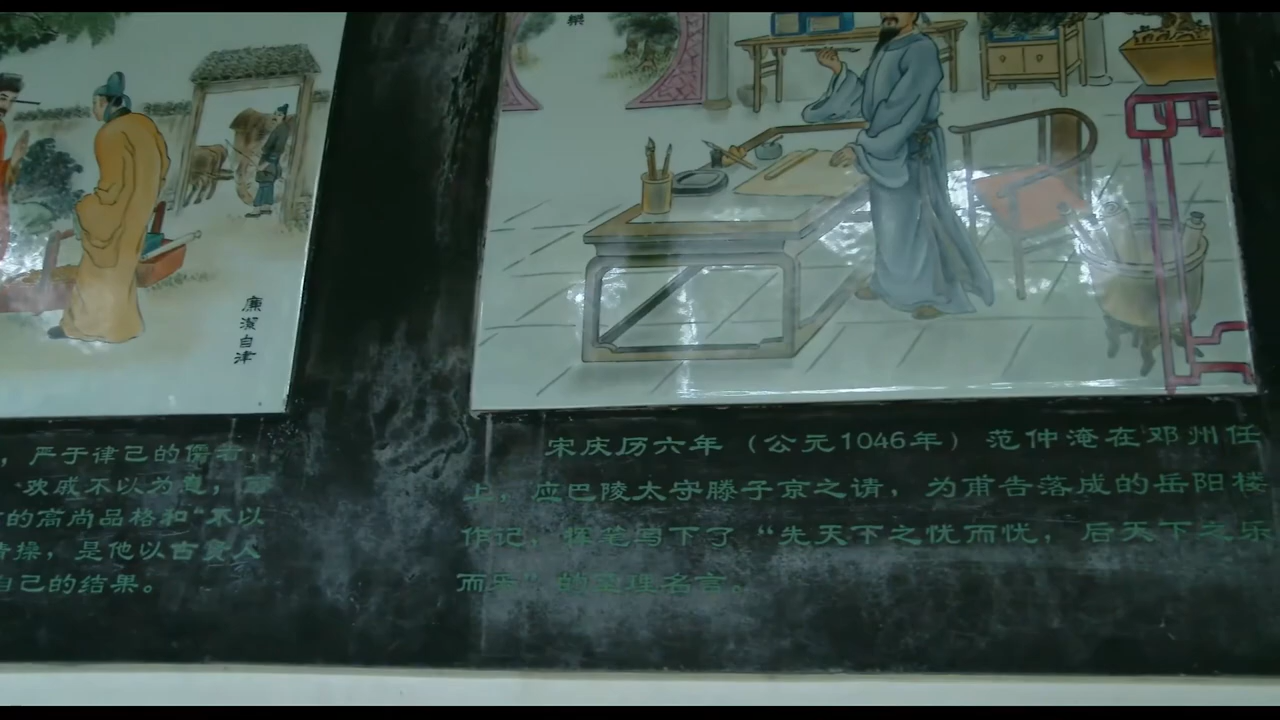 乐
廉洁自津
，严于律己的儒者，
欢戚不以为意，
的高尚品格和“不以
情操，是他以古贤人
自己的结果。
宋庆历六年（公元1046年）范仲淹在邓州任
上，应巴陵太守滕子京之请，为甫告落成的岳阳楼
作记，挥笔写下了“先天下之忧而忧，后天下之乐
而乐”的至理名言。